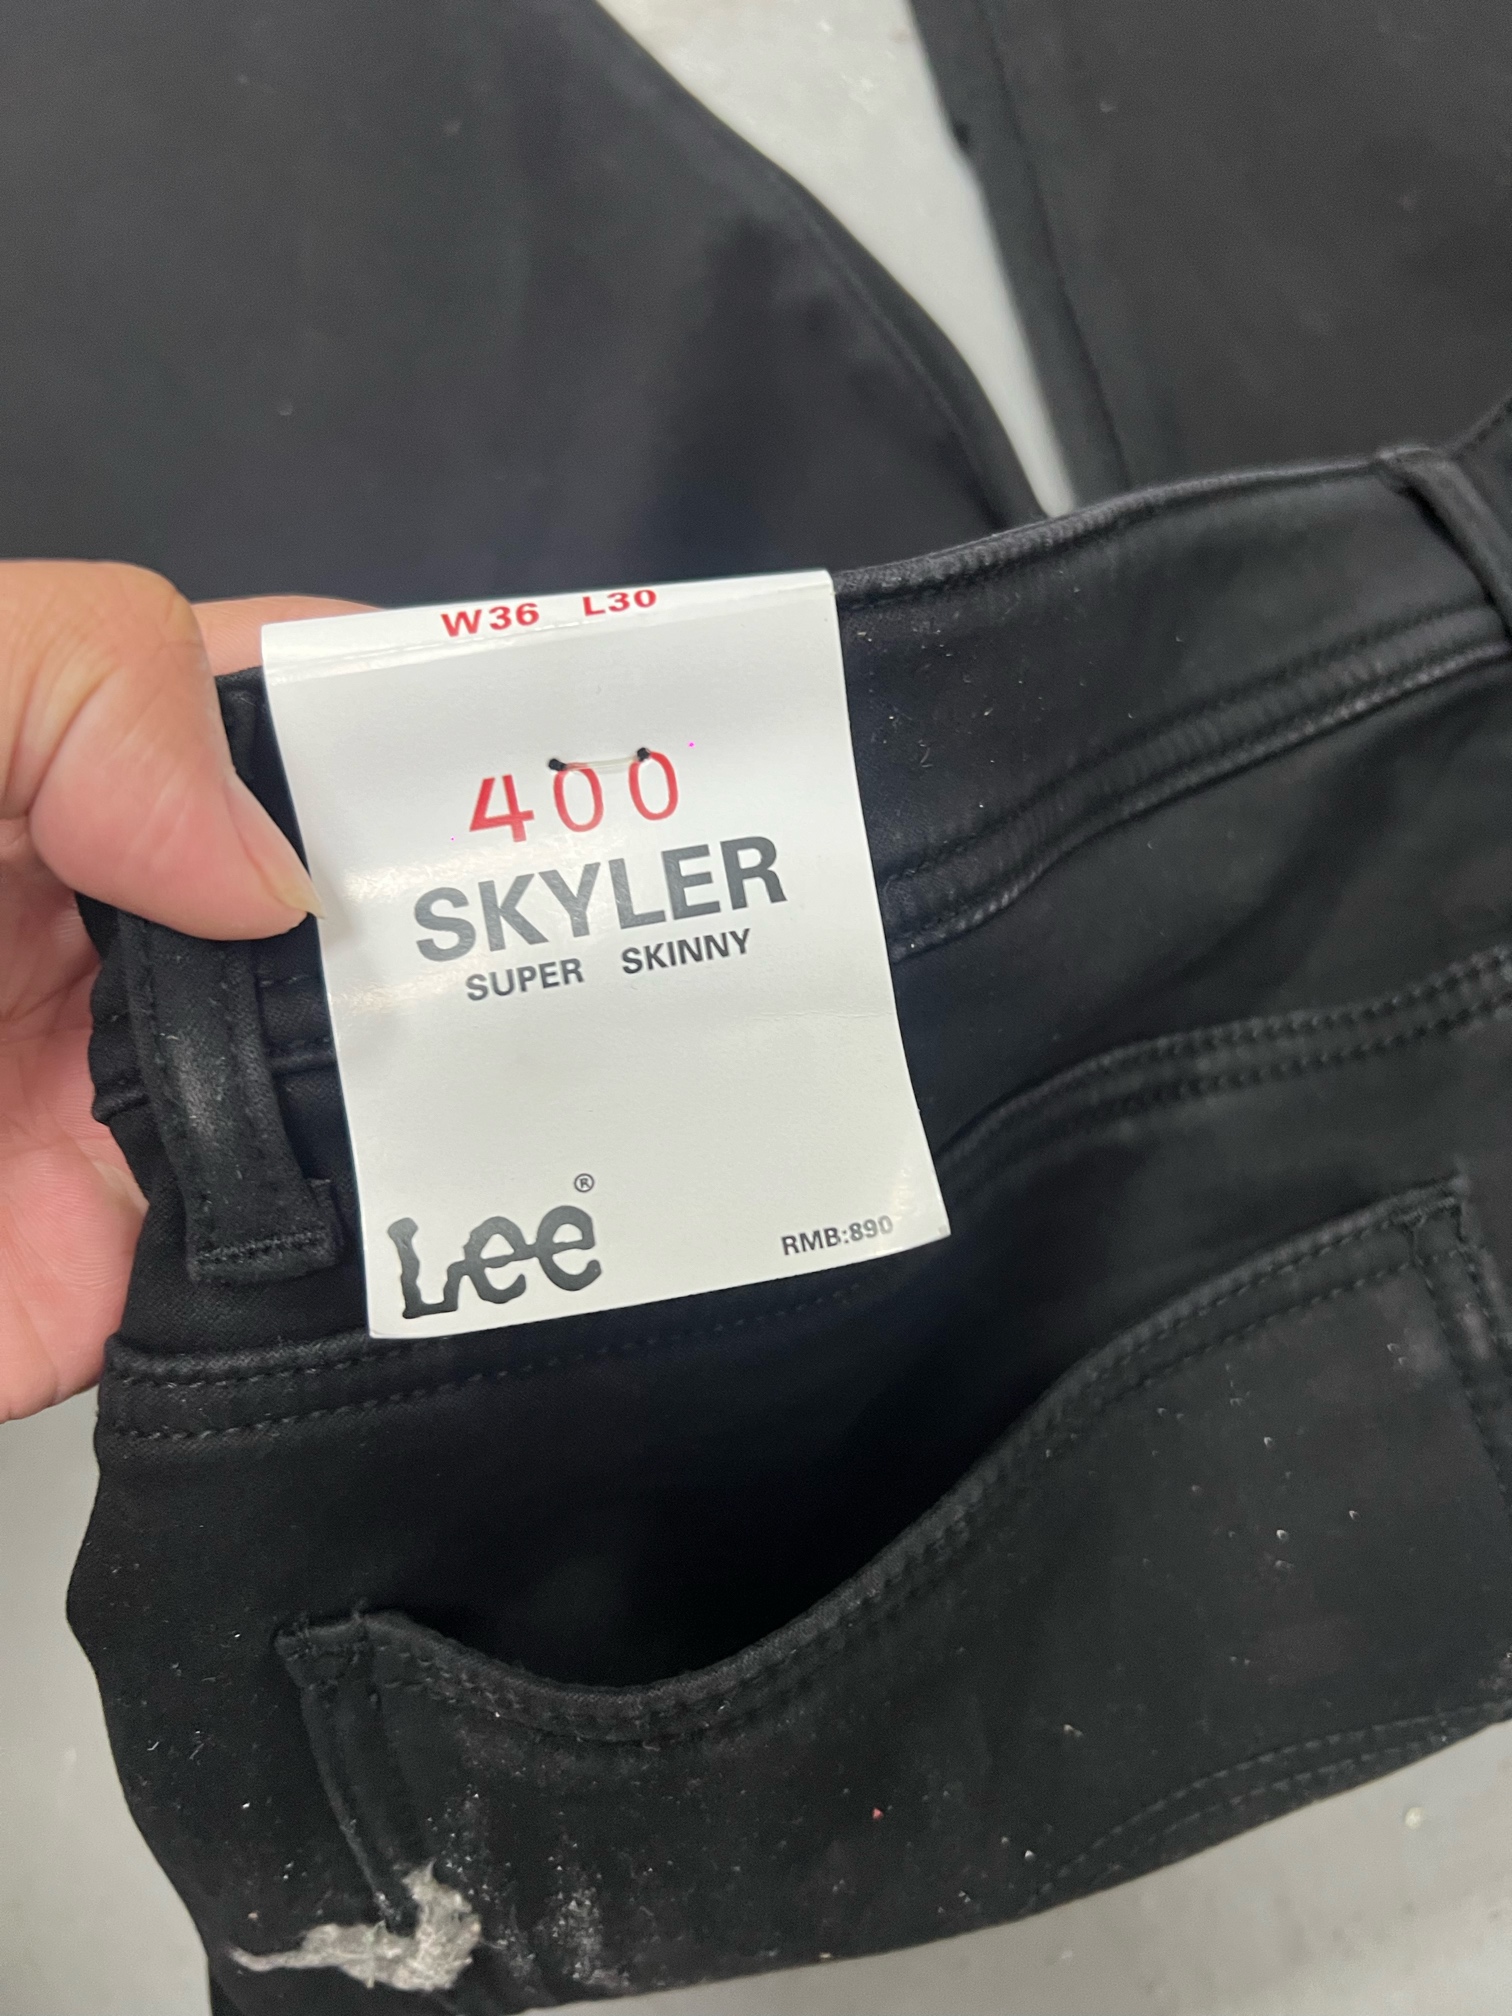 W36 L30
400
SKYLER
SUPER SKINNY
Lee®
RMB:890